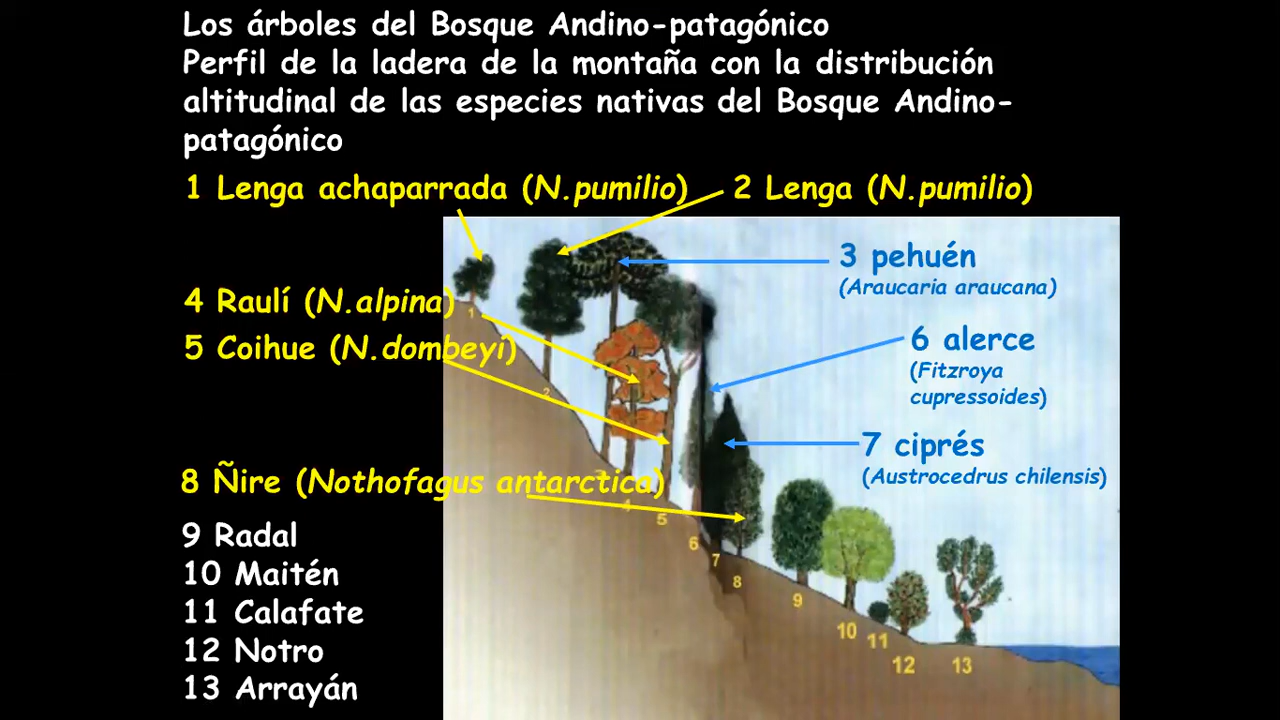 Los árboles del Bosque Andino-patagónico
Perfil de la ladera de la montaña con la distribución
altitudinal de las especies nativas del Bosque Andino-
patagónico
1 Lenga achaparrada (N.pumilio)
2 Lenga (N.pumilio)
3 pehuén
(Araucaria araucana)
4 Raulí (N.alpina)
5 Coihue (N.dombeyi)
6 alerce
(Fitzroya
cupressoides)
7 ciprés
(Austrocedrus chilensis)
8 Ñire (Nothofagus antarctica)
9 Radal
10 Maitén
11 Calafate
12 Notro
13 Arrayán
1
2
3
4
5
6
7
8
9
10
11
12
13